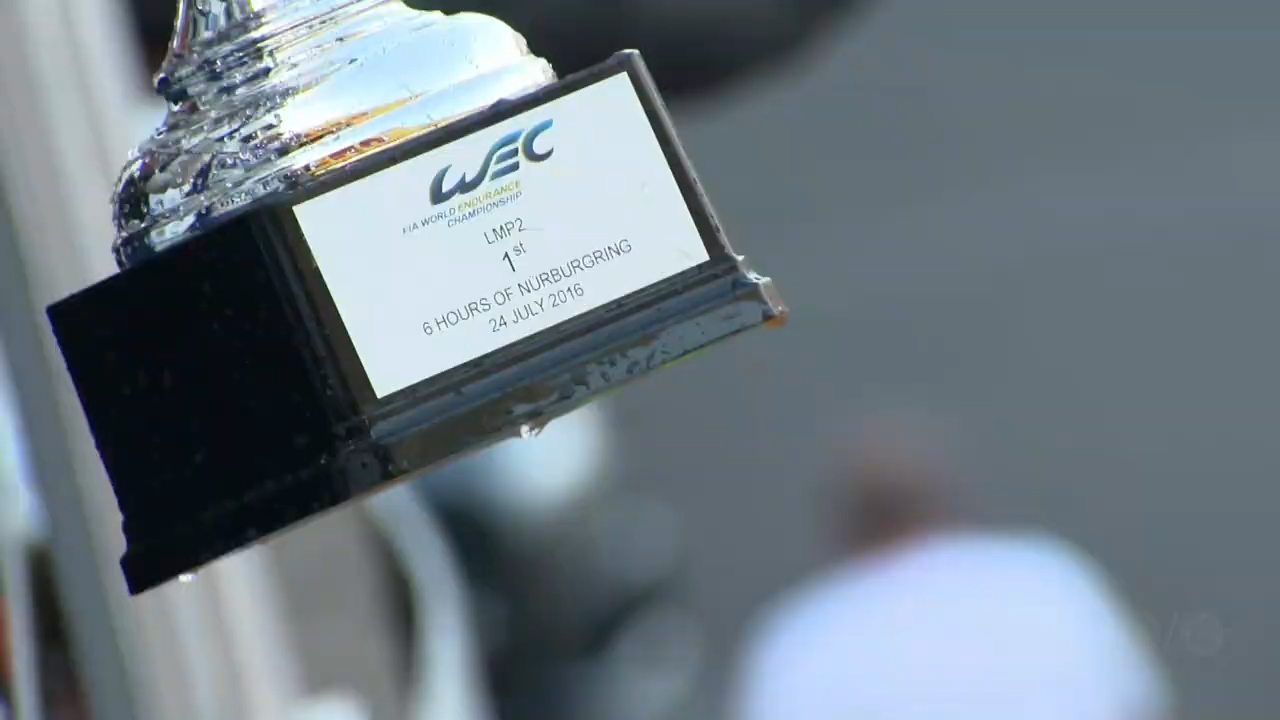 WEC
FIA WORLD ENDURANCE
CHAMPIONSHIP
LMP2
1st
6 HOURS OF NÜRBURGRING
24 JULY 2016